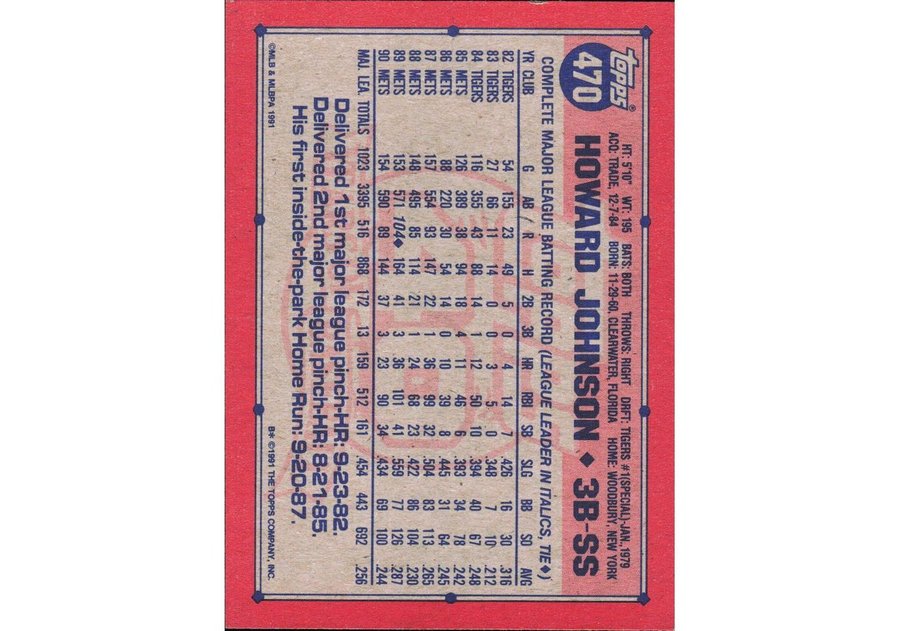 topps®
470
HT: 5'10" WT: 195 BATS: BOTH THROWS: RIGHT DRFT: TIGERS #1(SPECIAL)-JAN., 1979
ACQ: TRADE, 12-7-84 BORN: 11-29-60, CLEARWATER, FLORIDA HOME: WOODBURY, NEW YORK
HOWARD JOHNSON ♦ 3B-SS
COMPLETE MAJOR LEAGUE BATTING RECORD (LEAGUE LEADER IN ITALICS, TIE♦)
YR CLUB G AB R H 2B 3B HR RBI SB SLG BB SO AVG
82 TIGERS 54 155 23 49 5 0 4 14 7 .426 16 30 .316
83 TIGERS 27 66 11 14 0 0 3 5 0 .348 7 10 .212
84 TIGERS 116 355 43 88 14 1 12 50 10 .394 40 67 .248
85 METS 126 389 38 94 18 4 11 46 6 .393 34 78 .242
86 METS 88 220 30 54 14 0 10 39 8 .445 31 64 .245
87 METS 157 554 93 147 22 1 36 99 32 .504 83 113 .265
88 METS 148 495 85 114 21 1 24 68 23 .422 86 104 .230
89 METS 153 571 104♦ 164 41 3 36 101 41 .559 77 126 .287
90 METS 154 590 89 144 37 3 23 90 34 .434 69 100 .244
MAJ. LEA. TOTALS 1023 3395 516 868 172 13 159 512 161 .454 443 692 .256
Delivered 1st major league pinch-HR: 9-23-82.
Delivered 2nd major league pinch-HR: 8-21-85.
His first inside-the-park Home Run: 9-20-87.
©MLB & MLBPA 1991 B* ©1991 THE TOPPS COMPANY, INC.